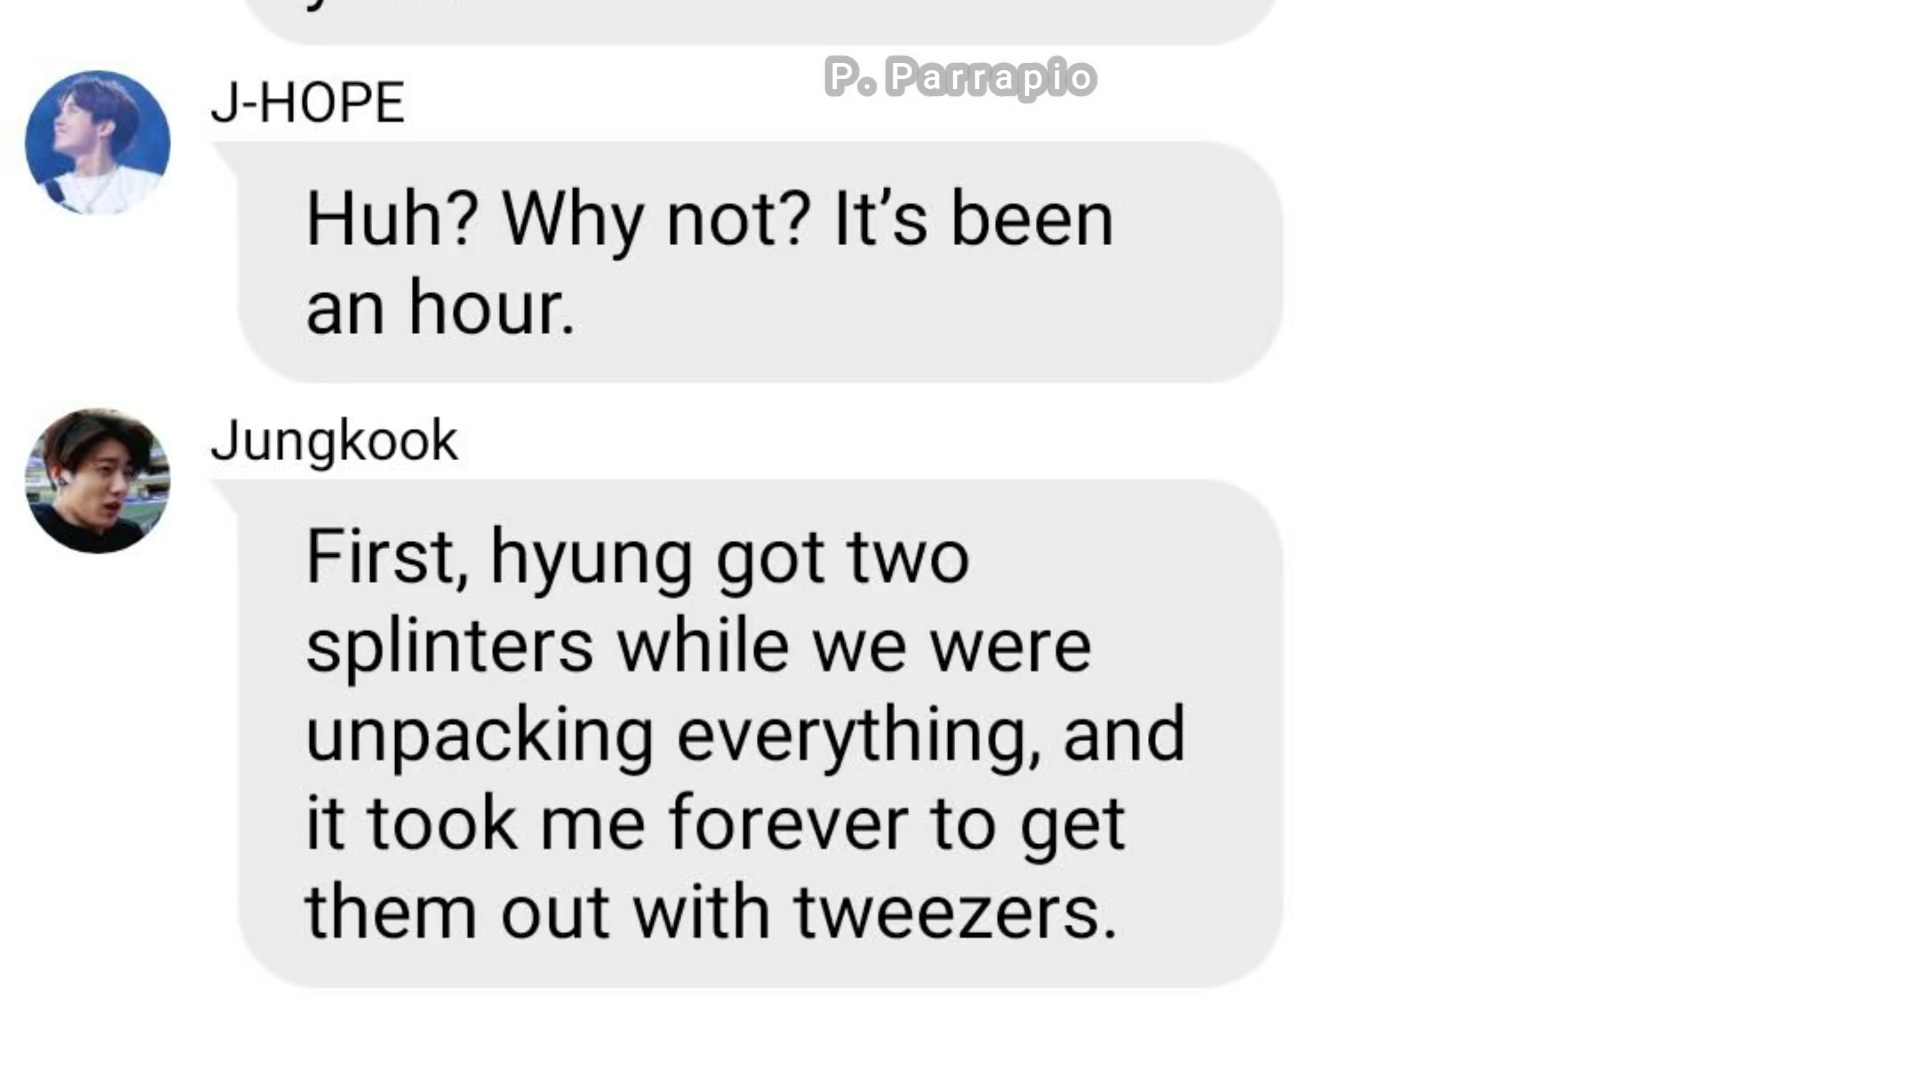 P. Parrapio
J-HOPE
Huh? Why not? It’s been
an hour.
Jungkook
First, hyung got two
splinters while we were
unpacking everything, and
it took me forever to get
them out with tweezers.